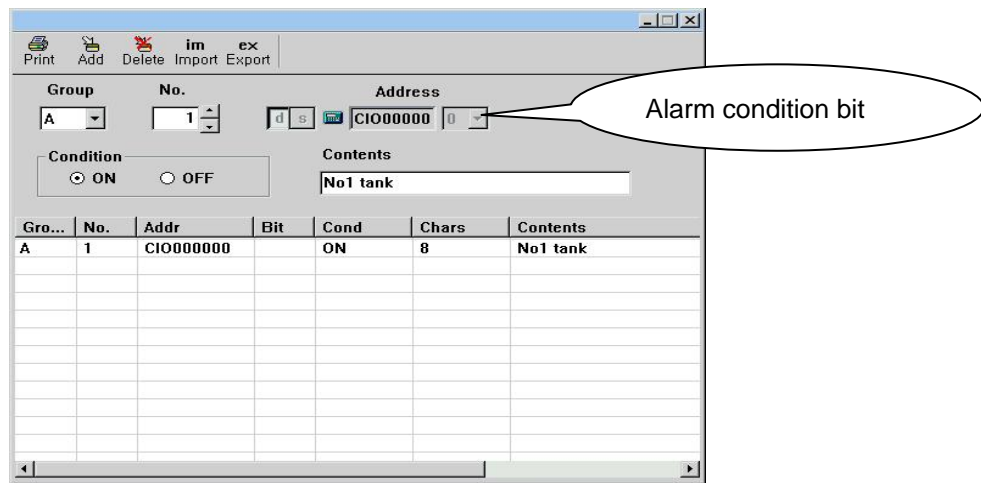 im ex
Print Add Delete Import Export
Group No. Address
A 1 d s CIO00000 0
Alarm condition bit
Condition Contents
ON OFF
No1 tank
Gro... No. Addr Bit Cond Chars Contents
A 1 CIO000000 ON 8 No1 tank